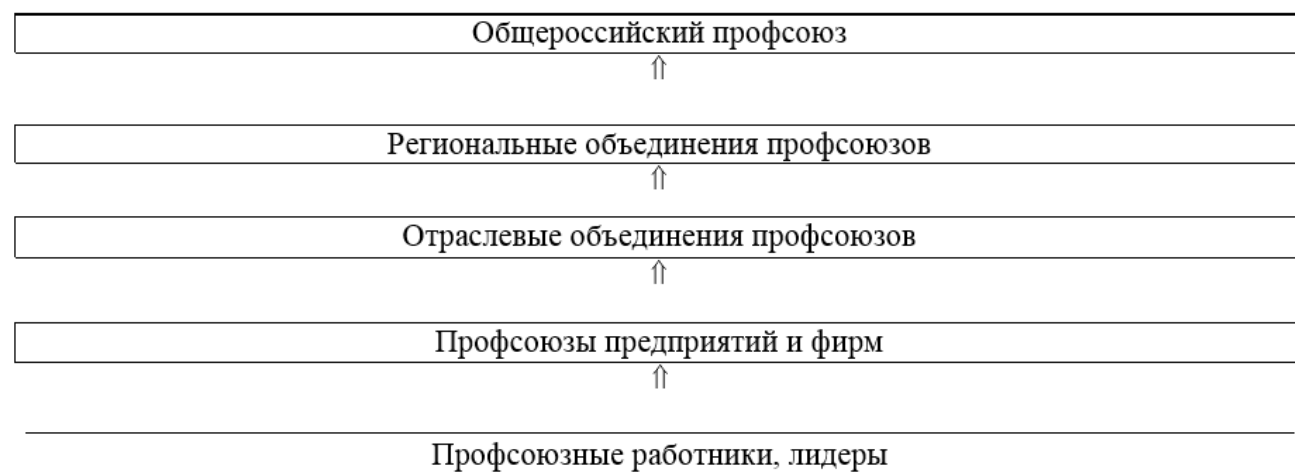 Общероссийский профсоюз
⇑
Региональные объединения профсоюзов
⇑
Отраслевые объединения профсоюзов
⇑
Профсоюзы предприятий и фирм
⇑
Профсоюзные работники, лидеры